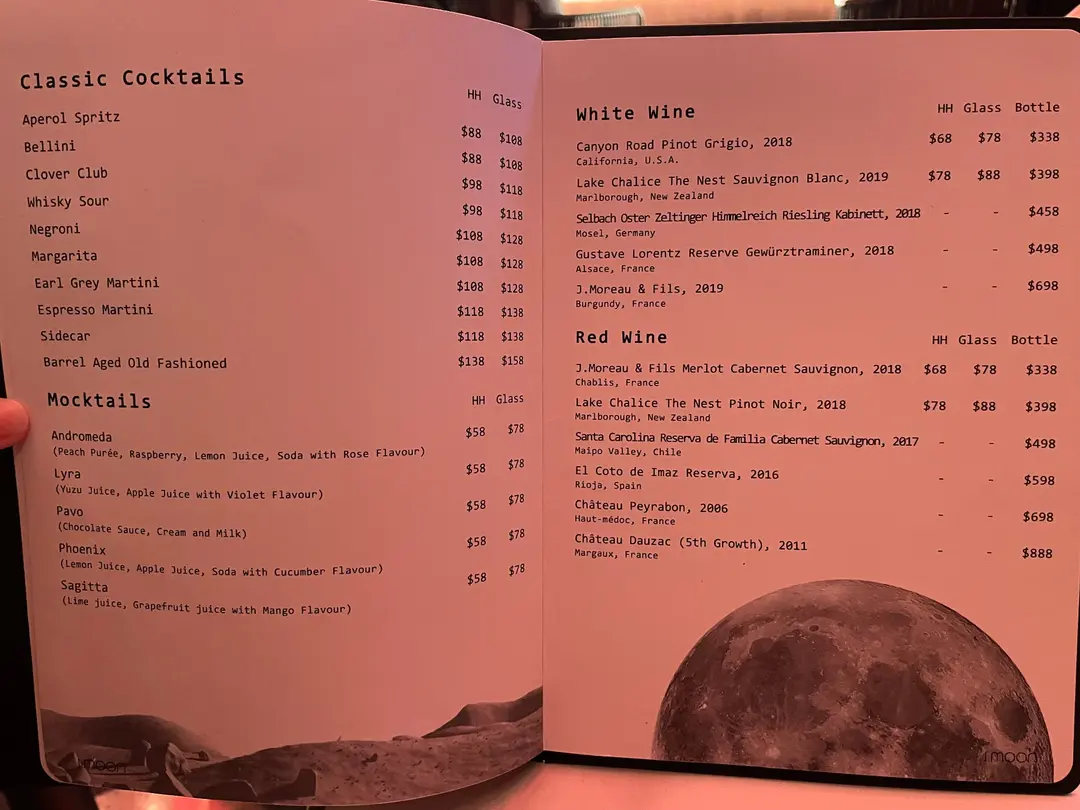 Classic Cocktails
HH Glass
Aperol Spritz $88 $108
Bellini $88 $108
Clover Club $98 $118
Whisky Sour $98 $118
Negroni $108 $128
Margarita $108 $128
Earl Grey Martini $108 $128
Espresso Martini $118 $138
Sidecar $118 $138
Barrel Aged Old Fashioned $138 $158
Mocktails HH Glass
Andromeda $58 $78
(Peach Purée, Raspberry, Lemon Juice, Soda with Rose Flavour)
Lyra $58 $78
(Yuzu Juice, Apple Juice with Violet Flavour)
Pavo $58 $78
(Chocolate Sauce, Cream and Milk)
Phoenix $58 $78
(Lemon Juice, Apple Juice, Soda with Cucumber Flavour)
Sagitta $58 $78
(Lime juice, Grapefruit juice with Mango Flavour)
moon
White Wine HH Glass Bottle
Canyon Road Pinot Grigio, 2018 $68 $78 $338
California, U.S.A.
Lake Chalice The Nest Sauvignon Blanc, 2019 $78 $88 $398
Marlborough, New Zealand
Selbach Oster Zeltinger Himmelreich Riesling Kabinett, 2018 - - $458
Mosel, Germany
Gustave Lorentz Reserve Gewürztraminer, 2018 - - $498
Alsace, France
J.Moreau & Fils, 2019 - - $698
Burgundy, France
Red Wine HH Glass Bottle
J.Moreau & Fils Merlot Cabernet Sauvignon, 2018 $68 $78 $338
Chablis, France
Lake Chalice The Nest Pinot Noir, 2018 $78 $88 $398
Marlborough, New Zealand
Santa Carolina Reserva de Familia Cabernet Sauvignon, 2017 - - $498
Maipo Valley, Chile
El Coto de Imaz Reserva, 2016 - - $598
Rioja, Spain
Château Peyrabon, 2006 - - $698
Haut-médoc, France
Château Dauzac (5th Growth), 2011 - - $888
Margaux, France
moon